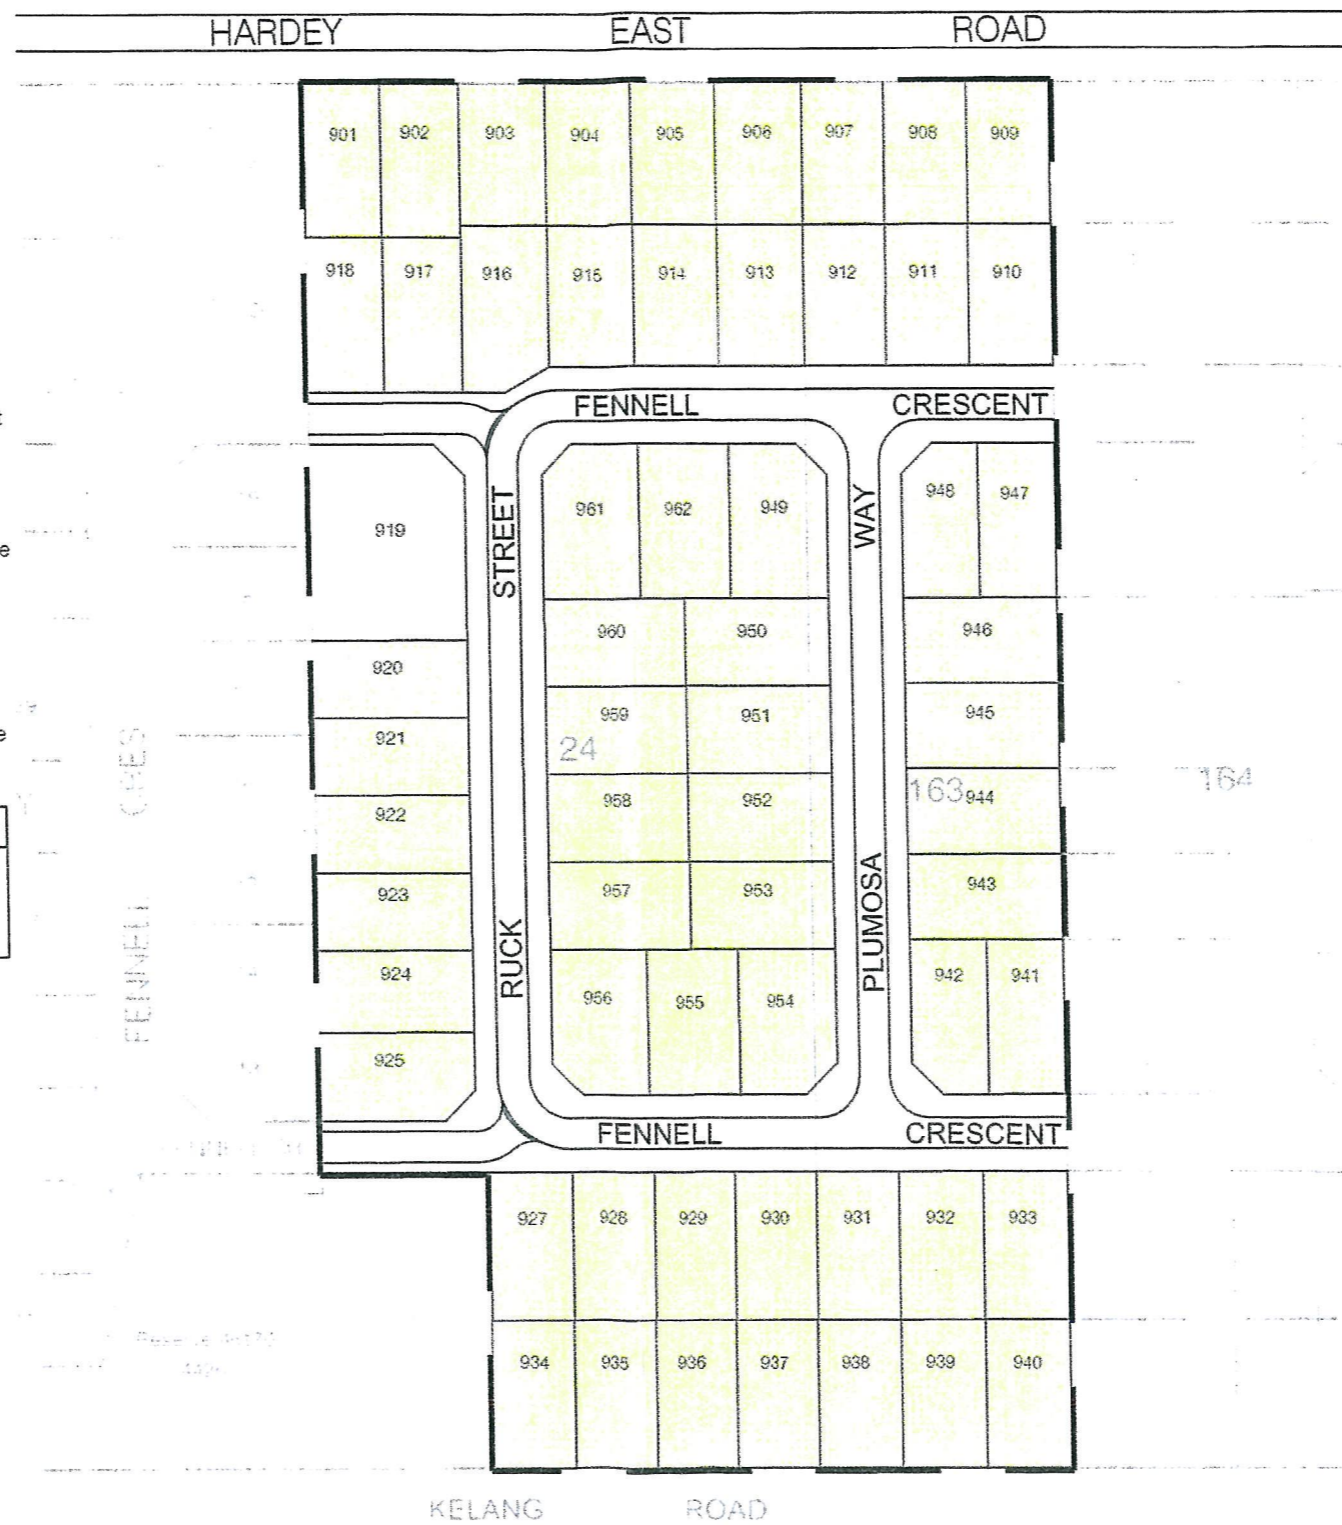 HARDEY EAST ROAD
901 902 903 904 905 906 907 908 909
918 917 916 915 914 913 912 911 910
FENNELL CRESCENT
919 STREET 961 962 949 WAY 948 947
960 950 946
920
959 951 945
921
24
958 952 163 944 164
922
923 957 953 943
FENNELL CRES
RUCK PLUMOSA
924 956 955 954 942 941
925
FENNELL CRESCENT
927 928 929 930 931 932 933
934 935 936 937 938 939 940
KELANG ROAD